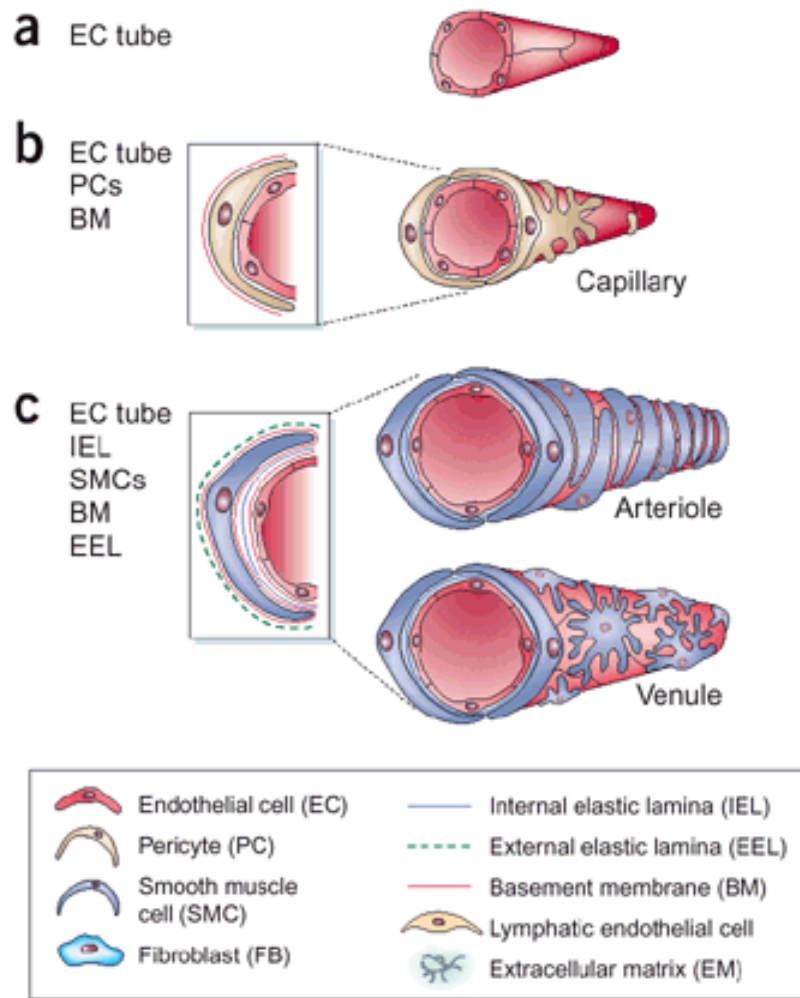 a EC tube
b EC tube
PCs
BM
Capillary
c EC tube
IEL
SMCs
BM
EEL
Arteriole
Venule
Endothelial cell (EC)
Pericyte (PC)
Smooth muscle
cell (SMC)
Fibroblast (FB)
Internal elastic lamina (IEL)
External elastic lamina (EEL)
Basement membrane (BM)
Lymphatic endothelial cell
Extracellular matrix (EM)